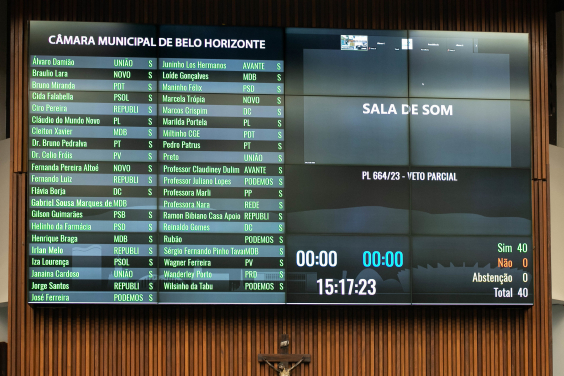 CÂMARA MUNICIPAL DE BELO HORIZONTE
Álvaro Damião UNIÃO S
Braulio Lara NOVO S
Bruno Miranda PDT S
Cida Falabella PSOL S
Ciro Pereira REPUBLI S
Cláudio do Mundo Novo PL S
Cleiton Xavier MDB S
Dr. Bruno Pedralva PT S
Dr. Célio Fróis PV S
Fernanda Pereira Altoé NOVO S
Fernando Luiz REPUBLI S
Flávia Borja DC S
Gabriel Sousa Marques de MDB S
Gilson Guimarães PSB S
Helinho da Farmácia PSD S
Henrique Braga MDB S
Irlan Melo REPUBLI S
Iza Lourença PSOL S
Janaina Cardoso UNIÃO S
Jorge Santos REPUBLI S
José Ferreira PODEMOS S
Juninho Los Hermanos AVANTE S
Loíde Gonçalves MDB S
Maninho Félix PSD S
Marcela Trópia NOVO S
Marcos Crispim DC S
Marilda Portela PL S
Miltinho CGE PDT S
Pedro Patrus PT S
Preto UNIÃO S
Professor Claudiney Dulim AVANTE S
Professor Juliano Lopes PODEMOS S
Professora Marli PP S
Professora Nara REDE S
Ramon Bibiano Casa Apoio REPUBLI S
Reinaldo Gomes DC S
Rubão PODEMOS S
Sérgio Fernando Pinho Tavar MDB S
Wagner Ferreira PV S
Wanderley Porto PRD S
Wilsinho da Tabu PODEMOS S
SALA DE SOM
PL 664/23 - VETO PARCIAL
00:00 00:00
15:17:23
Sim 40
Não 0
Abstenção 0
Total 40